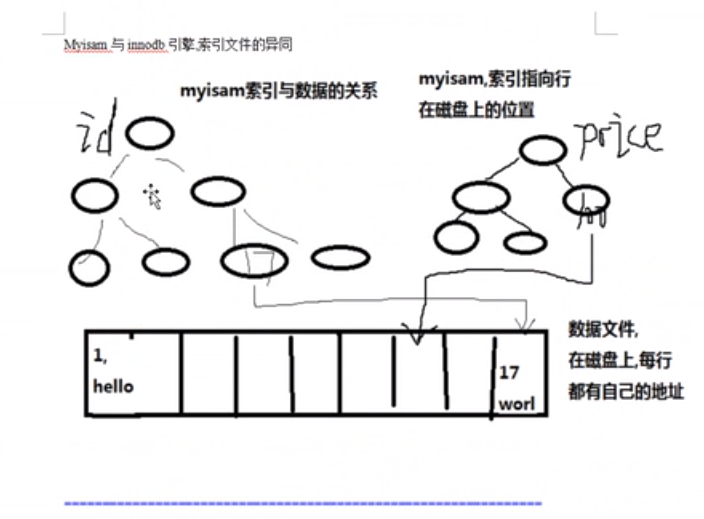 Myisam 与 innodb 引擎,索引文件的异同
myisam索引与数据的关系
myisam,索引指向行
在磁盘上的位置
id
price
17
1,
hello
17
worl
数据文件,
在磁盘上,每行
都有自己的地址